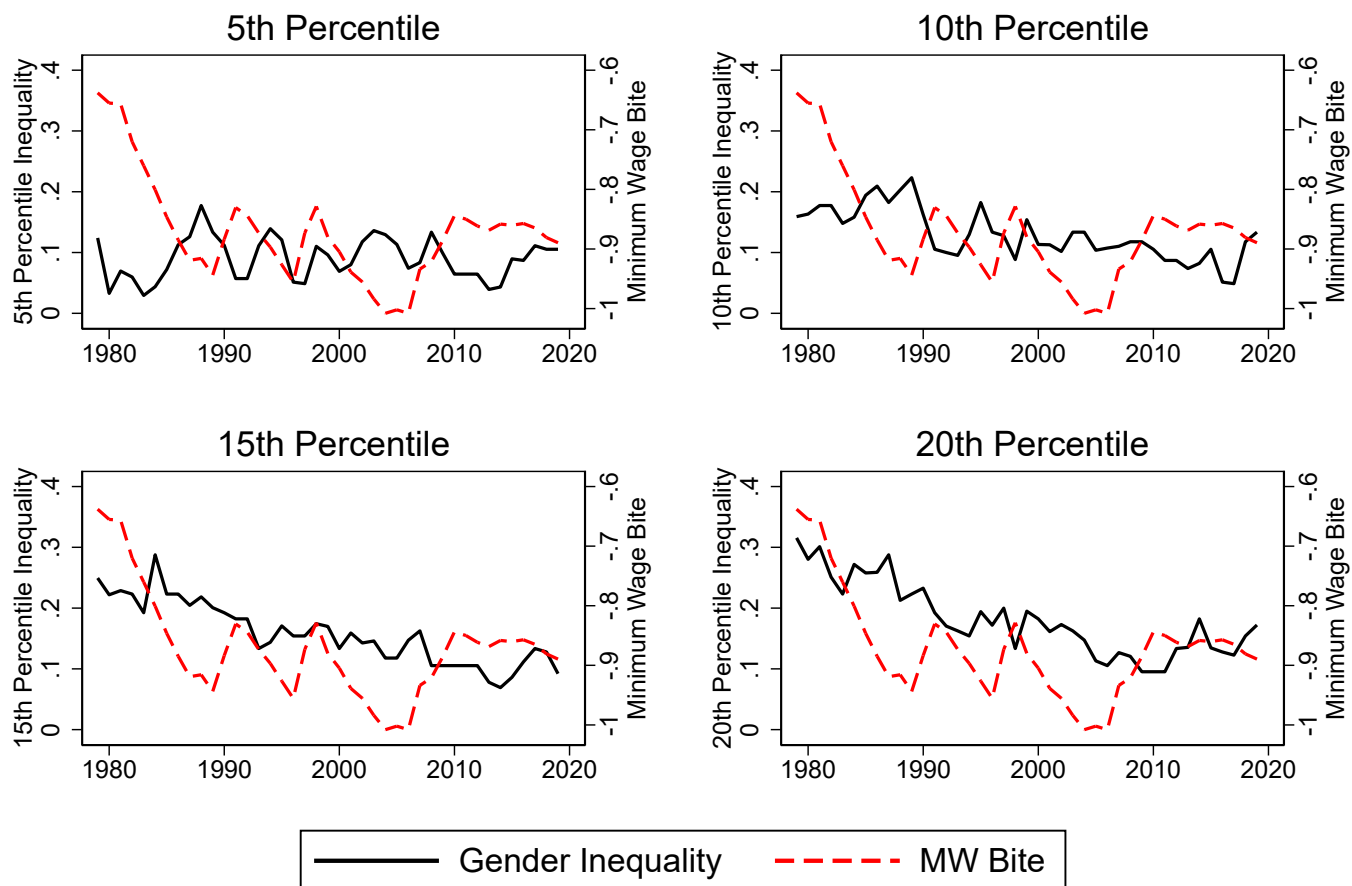 5th Percentile
5th Percentile Inequality
.4
.3
.2
.1
0
-.6
-.7
-.8
-.9
-1
Minimum Wage Bite
1980 1990 2000 2010 2020
10th Percentile
10th Percentile Inequality
.4
.3
.2
.1
0
-.6
-.7
-.8
-.9
-1
Minimum Wage Bite
1980 1990 2000 2010 2020
15th Percentile
15th Percentile Inequality
.4
.3
.2
.1
0
-.6
-.7
-.8
-.9
-1
Minimum Wage Bite
1980 1990 2000 2010 2020
20th Percentile
20th Percentile Inequality
.4
.3
.2
.1
0
-.6
-.7
-.8
-.9
-1
Minimum Wage Bite
1980 1990 2000 2010 2020
Gender Inequality MW Bite